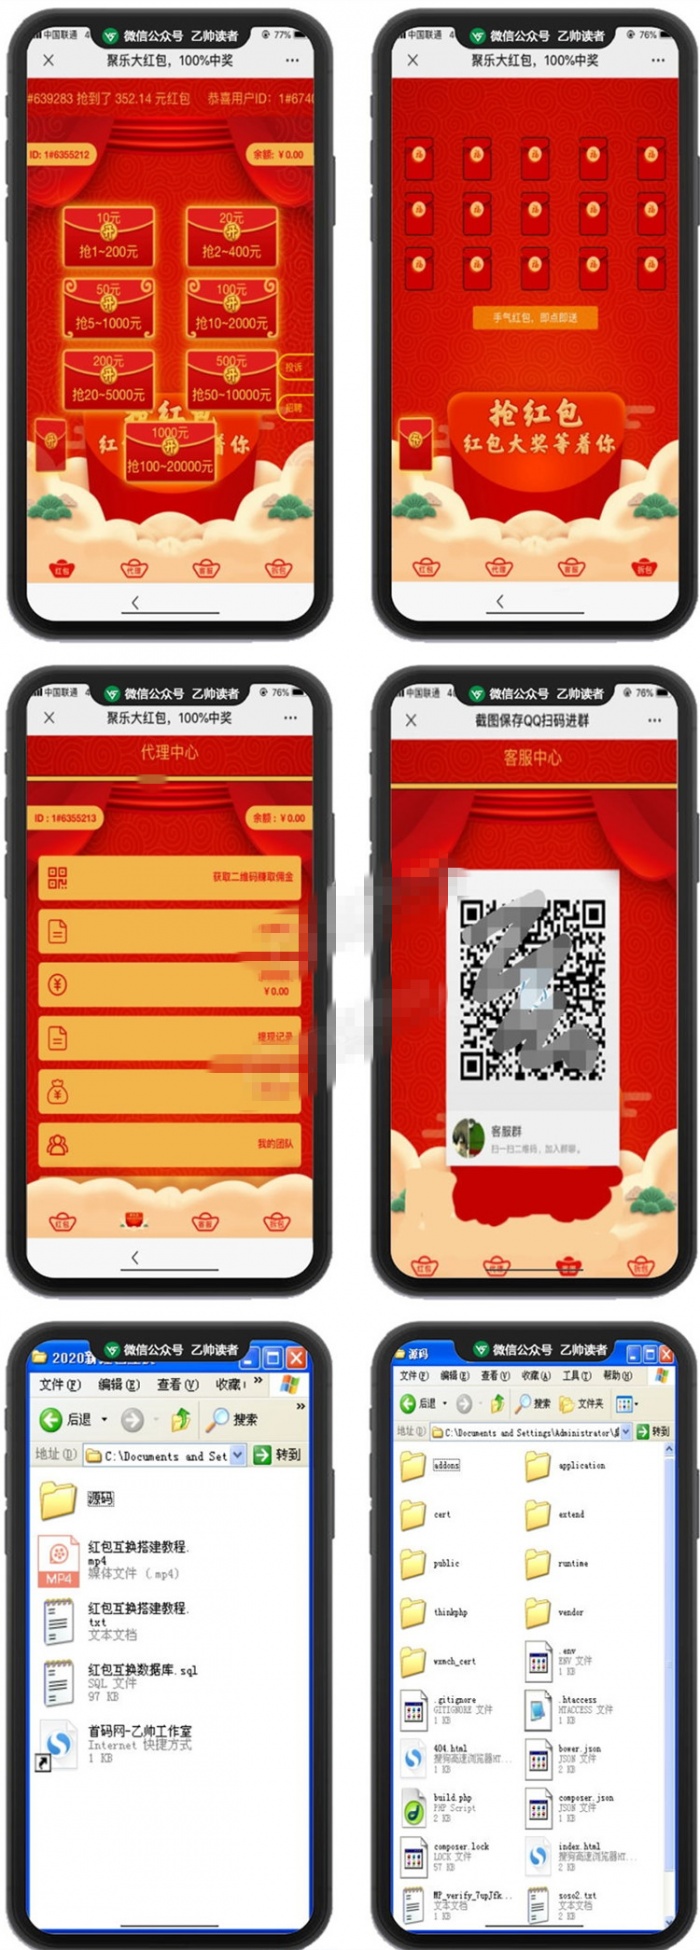 中国联通 4
微信公众号 乙帅读者
77%
聚乐大红包，100%中奖
#639283 抢到了 352.14 元红包 恭喜用户ID：1#674
ID: 1#6355212
余额: ¥0.00
10元
抢1~200元
20元
抢2~400元
50元
抢5~1000元
100元
抢10~2000元
200元
抢20~5000元
500元
抢50~10000元
投诉
招聘
抢红包
1000元
抢100~20000元
红包
着你
红包
代理
客服
拆包
中国联通 4
微信公众号 乙帅读者
76%
聚乐大红包，100%中奖
手气红包，即点即送
抢红包
红包大奖等着你
红包
代理
客服
拆包
中国联通 4
微信公众号 乙帅读者
76%
聚乐大红包，100%中奖
代理中心
ID : 1#6355213
余额 : ¥0.00
获取二维码赚取佣金
¥0.00
提现记录
我的团队
红包
客服
拆包
中国联通 4
微信公众号 乙帅读者
76%
截图保存QQ扫码进群
客服中心
客服群
扫一扫二维码，加入群聊。
红包
代理
拆包
微信公众号 乙帅读者
2020新
文件(F) 编辑(E) 查看(V) 收藏 »
后退 搜索 »
地址(D) C:\Documents and Set 转到
源码
红包互换搭建教程.
mp4
媒体文件 (.mp4)
MP4
红包互换搭建教程.
txt
文本文档
红包互换数据库.sql
SQL 文件
97 KB
首码网-乙帅工作室
Internet 快捷方式
1 KB
微信公众号 乙帅读者
源码
文件(F) 编辑(E) 查看(V) 收藏(A) 工具(T) 帮助(H)
后退 搜索 文件夹
地址(D) C:\Documents and Settings\Administrator\ 转到
addons
application
cert
extend
public
runtime
thinkphp
vendor
wxmch_cert
.env
ENV 文件
1 KB
.gitignore
GITIGNORE 文件
1 KB
.htaccess
HTACCESS 文件
1 KB
404.html
搜狗高速浏览器HT...
1 KB
bower.json
JSON 文件
2 KB
build.php
PHP Script
2 KB
composer.json
JSON 文件
1 KB
composer.lock
LOCK 文件
57 KB
index.html
搜狗高速浏览器HT...
2 KB
MP_verify_7upJfk...
文本文档
1 KB
soso2.txt
文本文档
2 KB